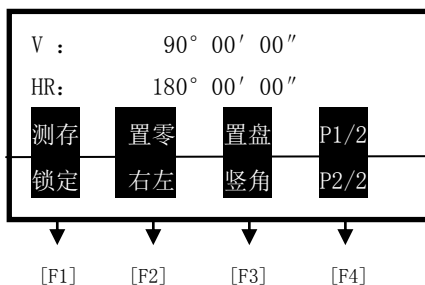 V : 90° 00′ 00″
HR: 180° 00′ 00″
测存 置零 置盘 P1/2
锁定 右左 竖角 P2/2
[F1] [F2] [F3] [F4]